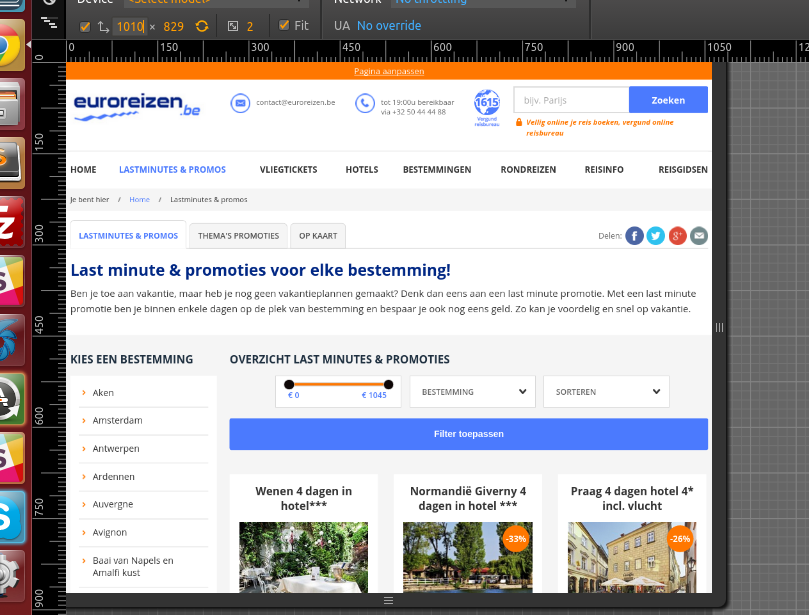 Device <Select model> Network No throttling
1010 × 829 2 Fit UA No override
0 150 300 450 600 750 900 1050
0
150
300
450
600
750
900
Pagina aanpassen
euroreizen.be
contact@euroreizen.be
tot 19:00u bereikbaar
via +32 50 44 44 88
1615
Vergund
reisbureau
bijv. Parijs
Zoeken
Veilig online je reis boeken, vergund online
reisbureau
HOME LASTMINUTES & PROMOS VLIEGTICKETS HOTELS BESTEMMINGEN RONDREIZEN REISINFO REISGIDSEN
Je bent hier / Home / Lastminutes & promos
LASTMINUTES & PROMOS THEMA'S PROMOTIES OP KAART
Delen:
Last minute & promoties voor elke bestemming!
Ben je toe aan vakantie, maar heb je nog geen vakantieplannen gemaakt? Denk dan eens aan een last minute promotie. Met een last minute
promotie ben je binnen enkele dagen op de plek van bestemming en bespaar je ook nog eens geld. Zo kan je voordelig en snel op vakantie.
KIES EEN BESTEMMING
Aken
Amsterdam
Antwerpen
Ardennen
Auvergne
Avignon
Baai van Napels en
Amalfi kust
OVERZICHT LAST MINUTES & PROMOTIES
€ 0 € 1045
BESTEMMING
SORTEREN
Filter toepassen
Wenen 4 dagen in
hotel***
Normandië Giverny 4
dagen in hotel ***
-33%
Praag 4 dagen hotel 4*
incl. vlucht
-26%